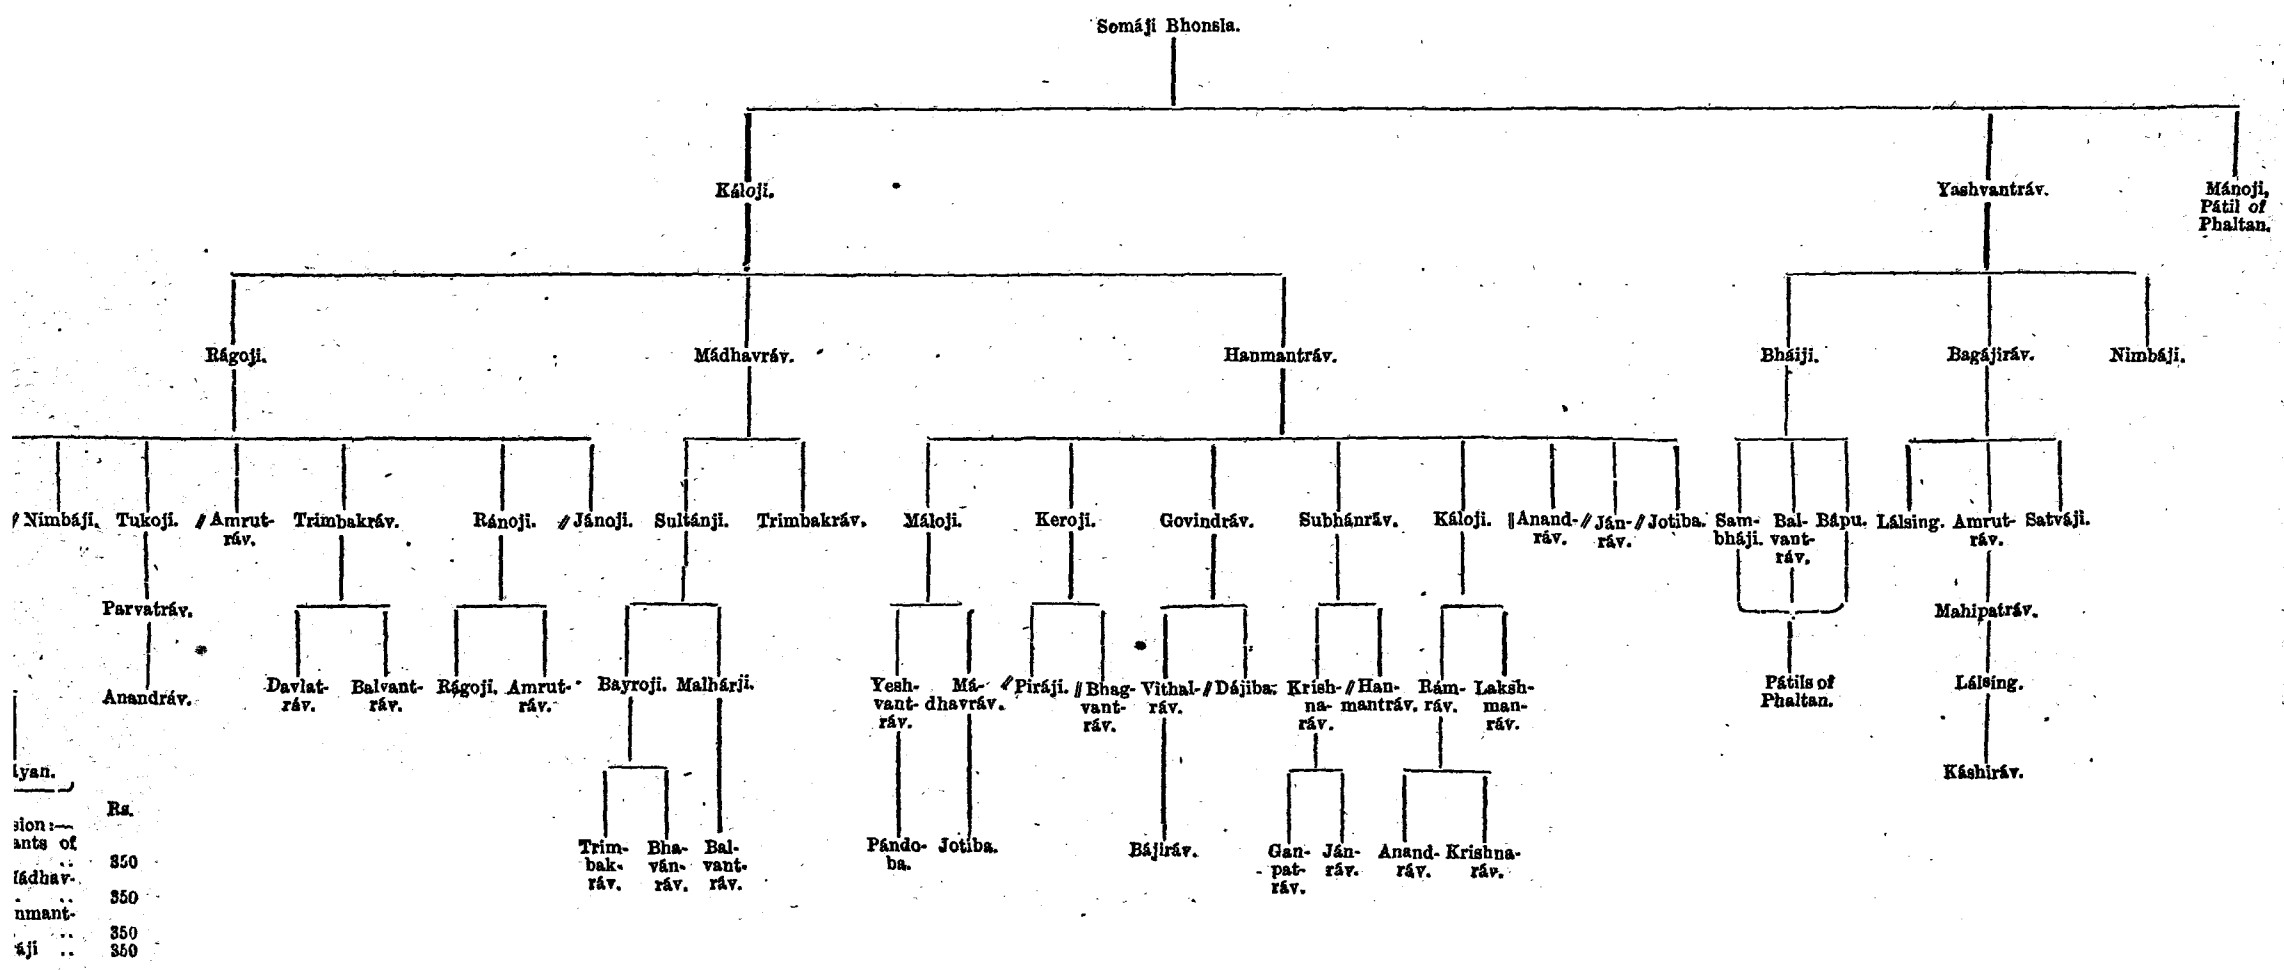 Somáji Bhonsla.
Káloji. Yashvantráv. Mánoji,
Pátil of
Phaltan.
Rágoji. Mádhavráv. Hanmantráv. Bháiji. Bagájiráv. Nimbáji.
// Nimbáji. Tukoji. // Amrut- Trimbakráv. Ránoji. // Jánoji. Sultánji. Trimbakráv. Máloji. Keroji. Govindráv. Subhánráv. Káloji. || Anand- // Ján- // Jotiba. Sam- Bal- Bápu. Lálsing. Amrut- Satváji.
ráv. ráv. ráv. bháji. vant- ráv.
ráv.
Parvatráv. Mahipatráv.
Anandráv. Davlat- Balvant- Rágoji. Amrut- Bayroji. Malhárji. Yesh- Má- // Piráji. // Bhag- Vithal- // Dájiba. Krish- // Han- Rám- Laksh- Pátils of Lálsing.
ráv. ráv. ráv. vant- dhavráv. vant- ráv. na- mantráv. ráv. man- Phaltan.
ráv. ráv. ráv. ráv.
yan. Káshiráv.
Rs.
sion :—
ants of
.. 350
ádhav-
. .. 350
nmant-
.. 350
áji .. 350
Trim- Bha- Bal- Pándo- Jotiba. Bájiráv. Gan- Ján- Anand- Krishna-
bak- ván- vant- ba. pat- ráv. ráv. ráv.
ráv. ráv. ráv. ráv.